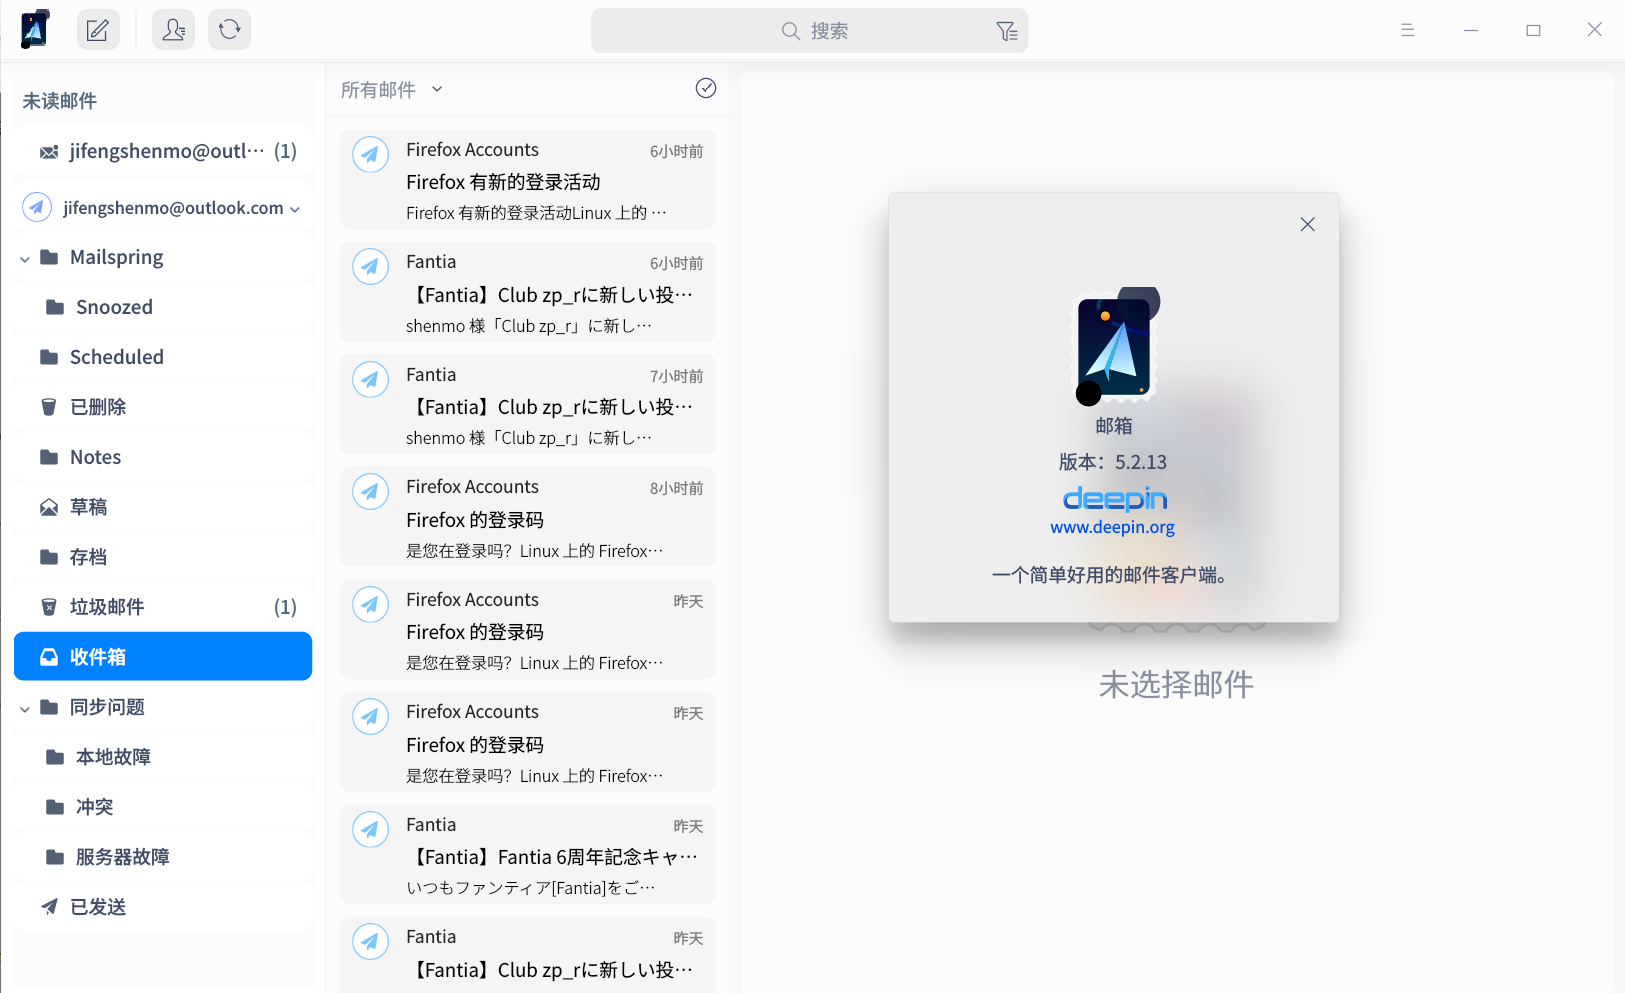 搜索
未读邮件
jifengshenmo@outl··· (1)
jifengshenmo@outlook.com
Mailspring
Snoozed
Scheduled
已删除
Notes
草稿
存档
垃圾邮件 (1)
收件箱
同步问题
本地故障
冲突
服务器故障
已发送
所有邮件
Firefox Accounts 6小时前
Firefox 有新的登录活动
Firefox 有新的登录活动Linux 上的 ···
Fantia 6小时前
【Fantia】Club zp_rに新しい投···
shenmo 様「Club zp_r」に新し···
Fantia 7小时前
【Fantia】Club zp_rに新しい投···
shenmo 様「Club zp_r」に新し···
Firefox Accounts 8小时前
Firefox 的登录码
是您在登录吗？Linux 上的 Firefox···
Firefox Accounts 昨天
Firefox 的登录码
是您在登录吗？Linux 上的 Firefox···
Firefox Accounts 昨天
Firefox 的登录码
是您在登录吗？Linux 上的 Firefox···
Fantia 昨天
【Fantia】Fantia 6周年記念キャ···
いつもファンティア[Fantia]をご···
Fantia 昨天
【Fantia】Club zp_rに新しい投···
邮箱
版本：5.2.13
deepin
www.deepin.org
一个简单好用的邮件客户端。
未选择邮件